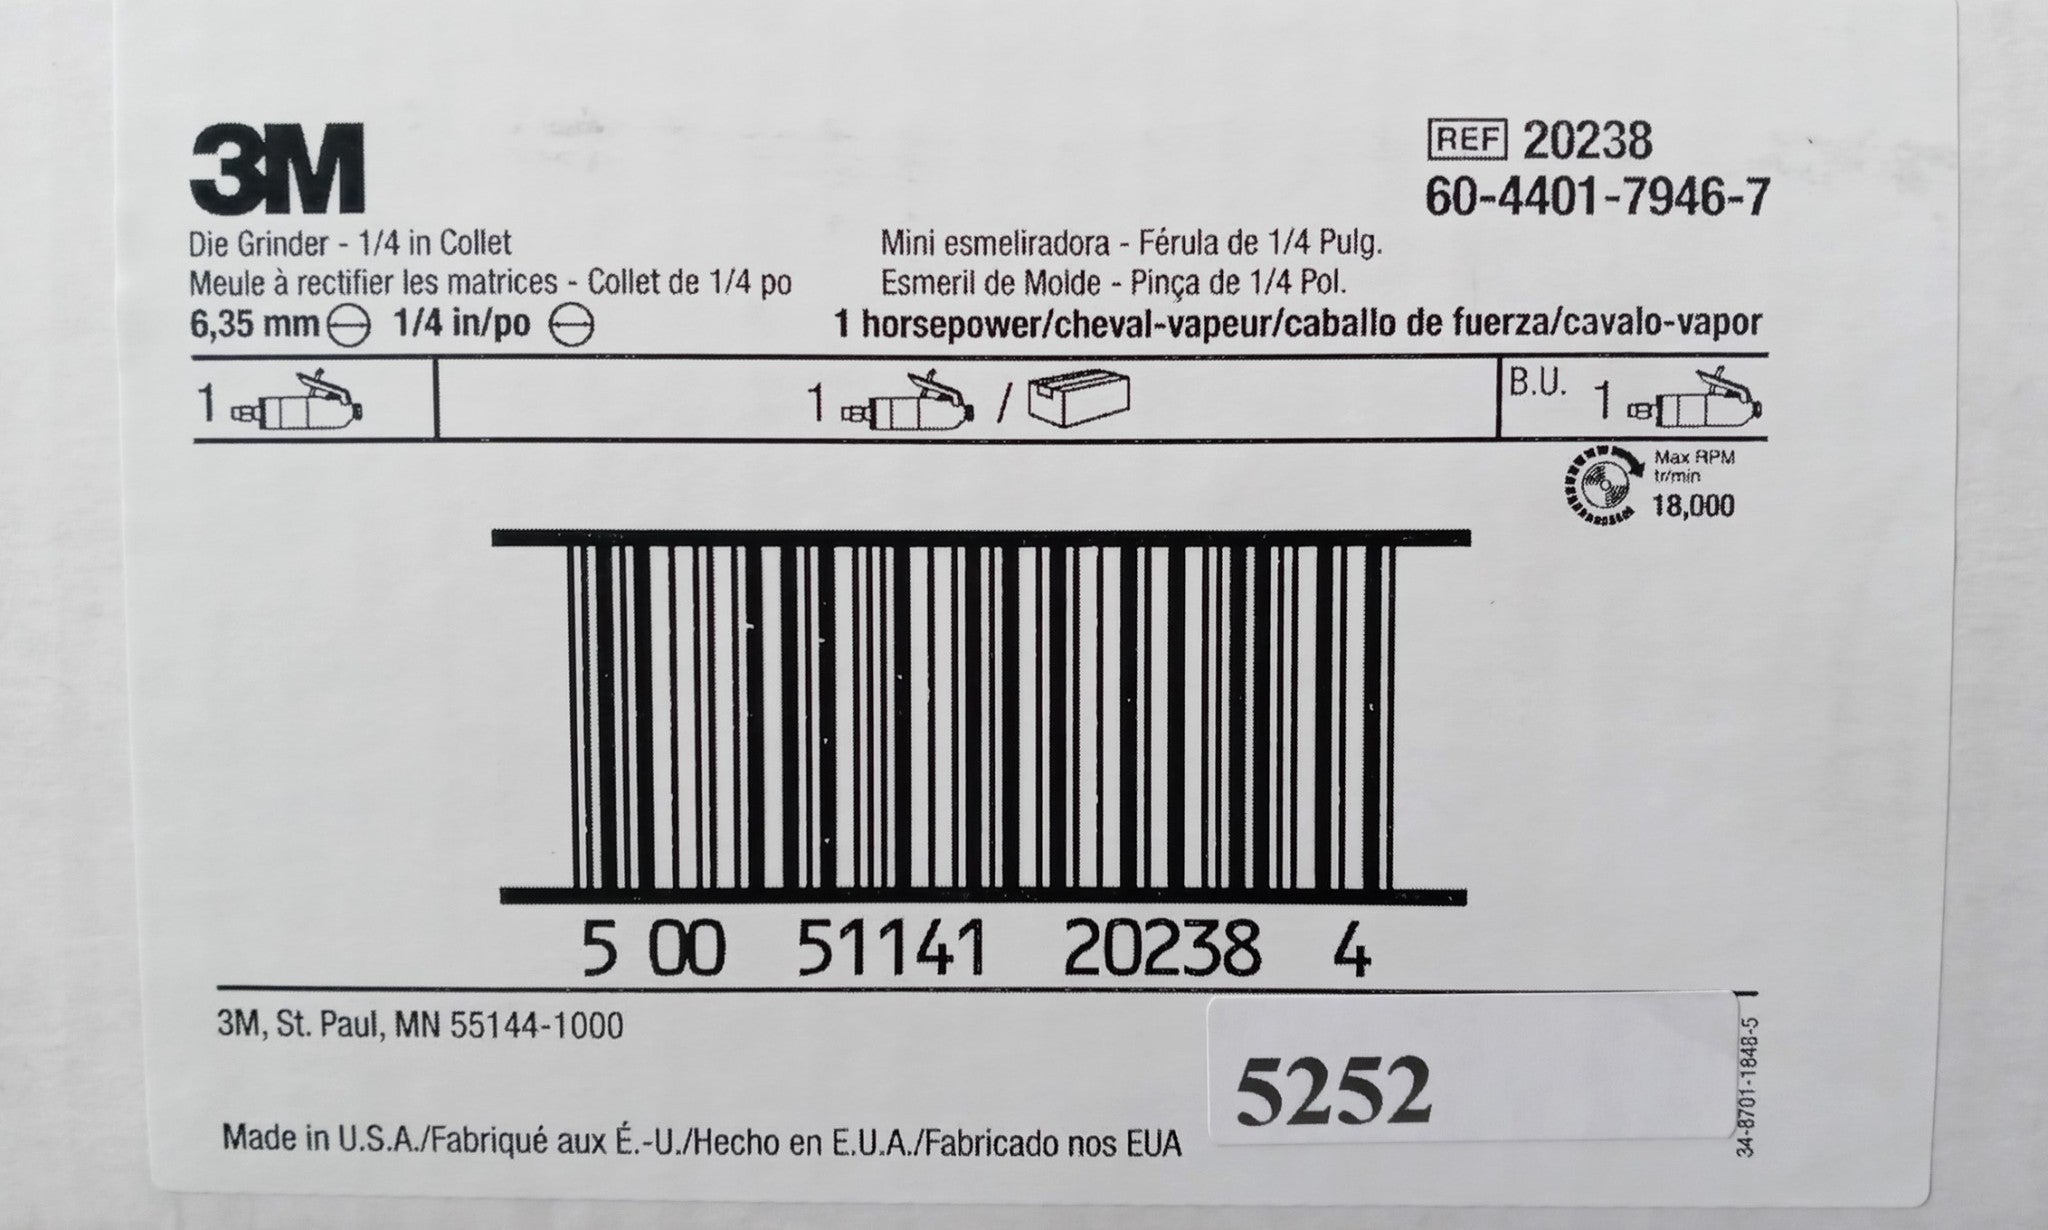 3M
REF 20238
60-4401-7946-7
Die Grinder - 1/4 in Collet
Meule à rectifier les matrices - Collet de 1/4 po
Mini esmeliradora - Férula de 1/4 Pulg.
Esmeril de Molde - Pinça de 1/4 Pol.
6,35 mm 1/4 in/po
1 horsepower/cheval-vapeur/caballo de fuerza/cavalo-vapor
1
1 /
B.U. 1
Max RPM
tr/min
18,000
5 00 51141 20238 4
3M, St. Paul, MN 55144-1000
5252
34-8701-1848-5
Made in U.S.A./Fabriqué aux É.-U./Hecho en E.U.A./Fabricado nos EUA